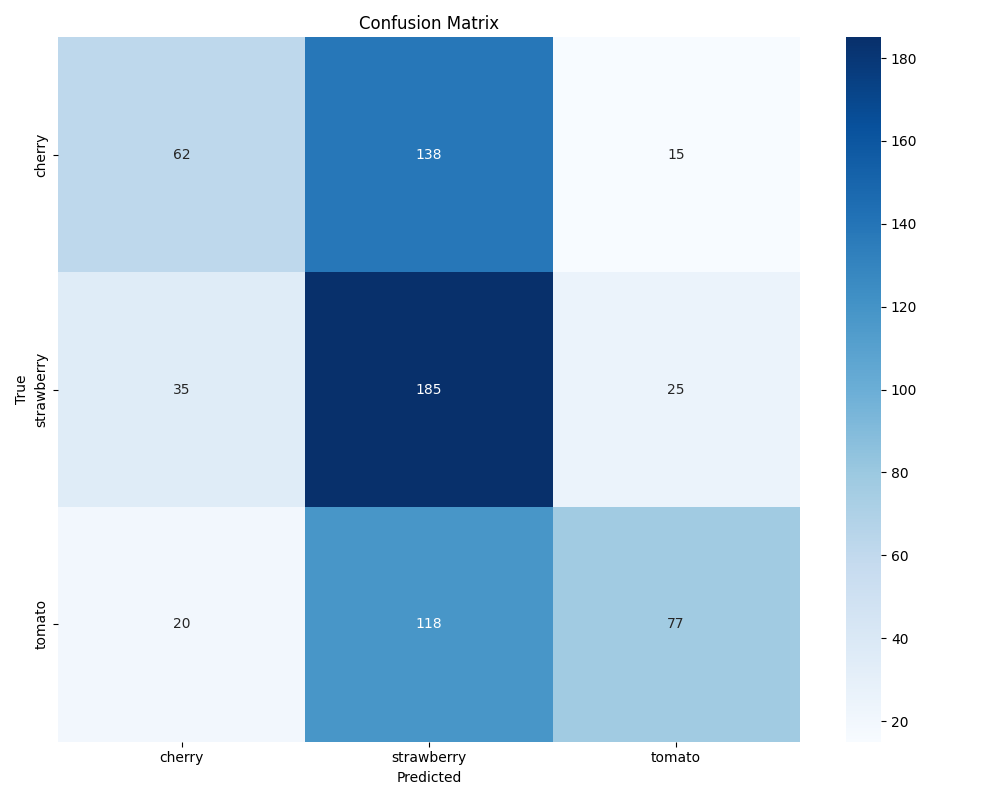 Confusion Matrix
180
160
140
120
100
80
60
40
20
True
cherry
strawberry
tomato
62 138 15
35 185 25
20 118 77
cherry strawberry tomato
Predicted